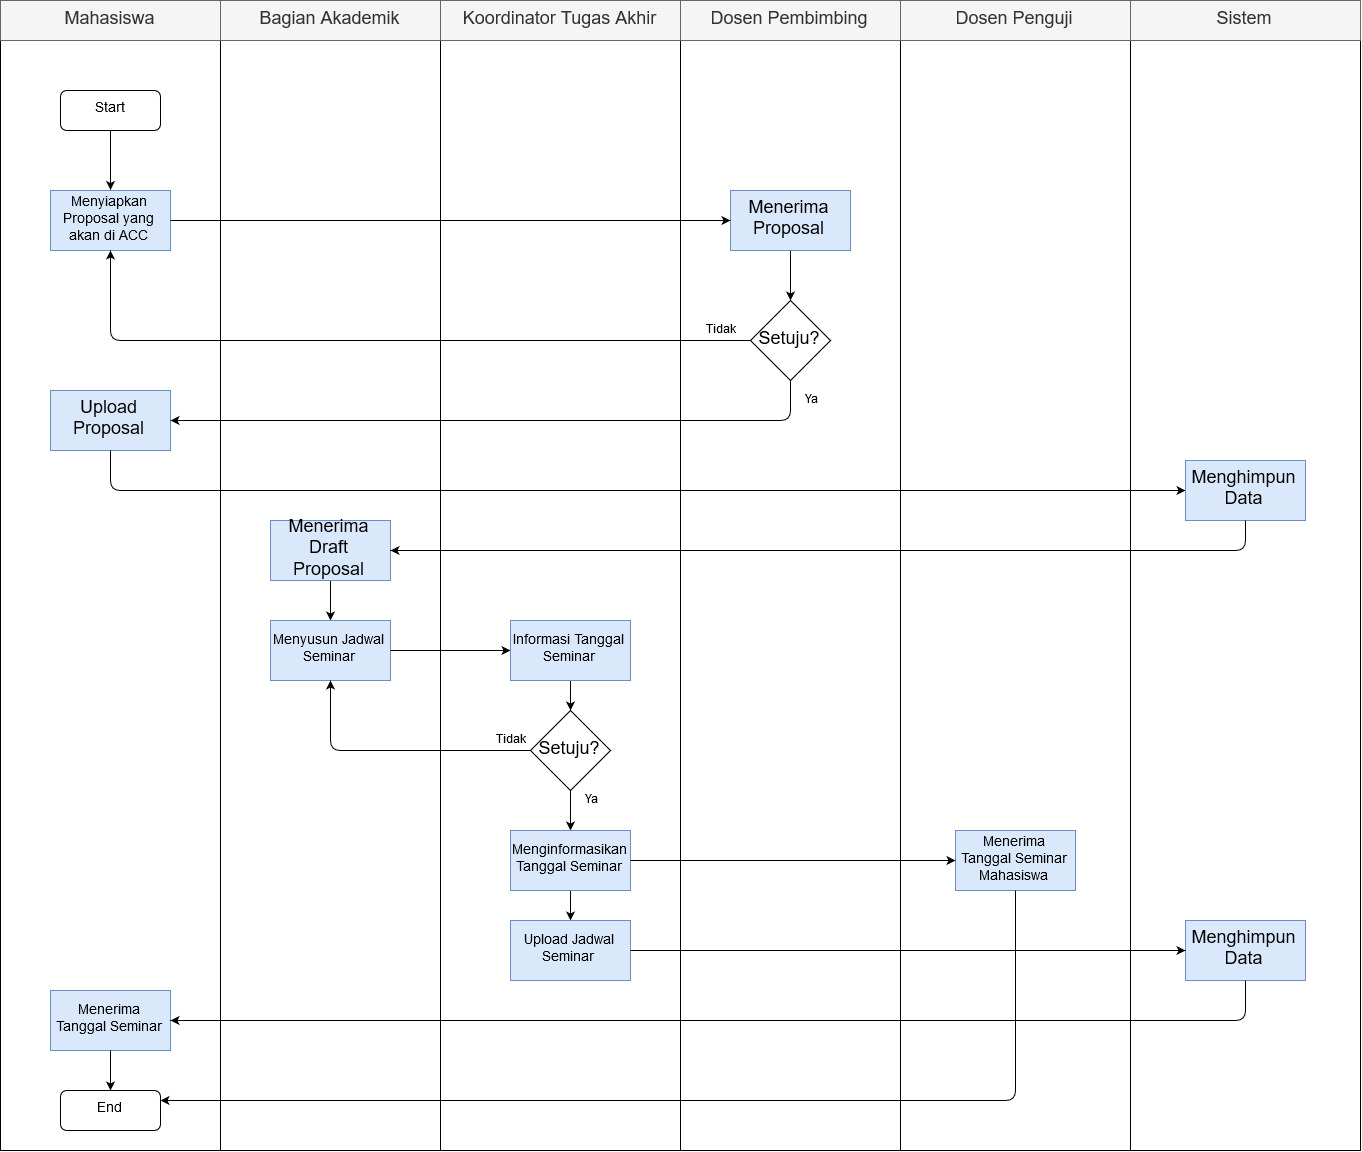 Mahasiswa
Bagian Akademik
Koordinator Tugas Akhir
Dosen Pembimbing
Dosen Penguji
Sistem
Start
Menyiapkan
Proposal yang
akan di ACC
Menerima
Proposal
Setuju?
Tidak
Ya
Upload
Proposal
Menghimpun
Data
Menerima
Draft
Proposal
Menyusun Jadwal
Seminar
Informasi Tanggal
Seminar
Setuju?
Tidak
Ya
Menginformasikan
Tanggal Seminar
Menerima
Tanggal Seminar
Mahasiswa
Upload Jadwal
Seminar
Menghimpun
Data
Menerima
Tanggal Seminar
End